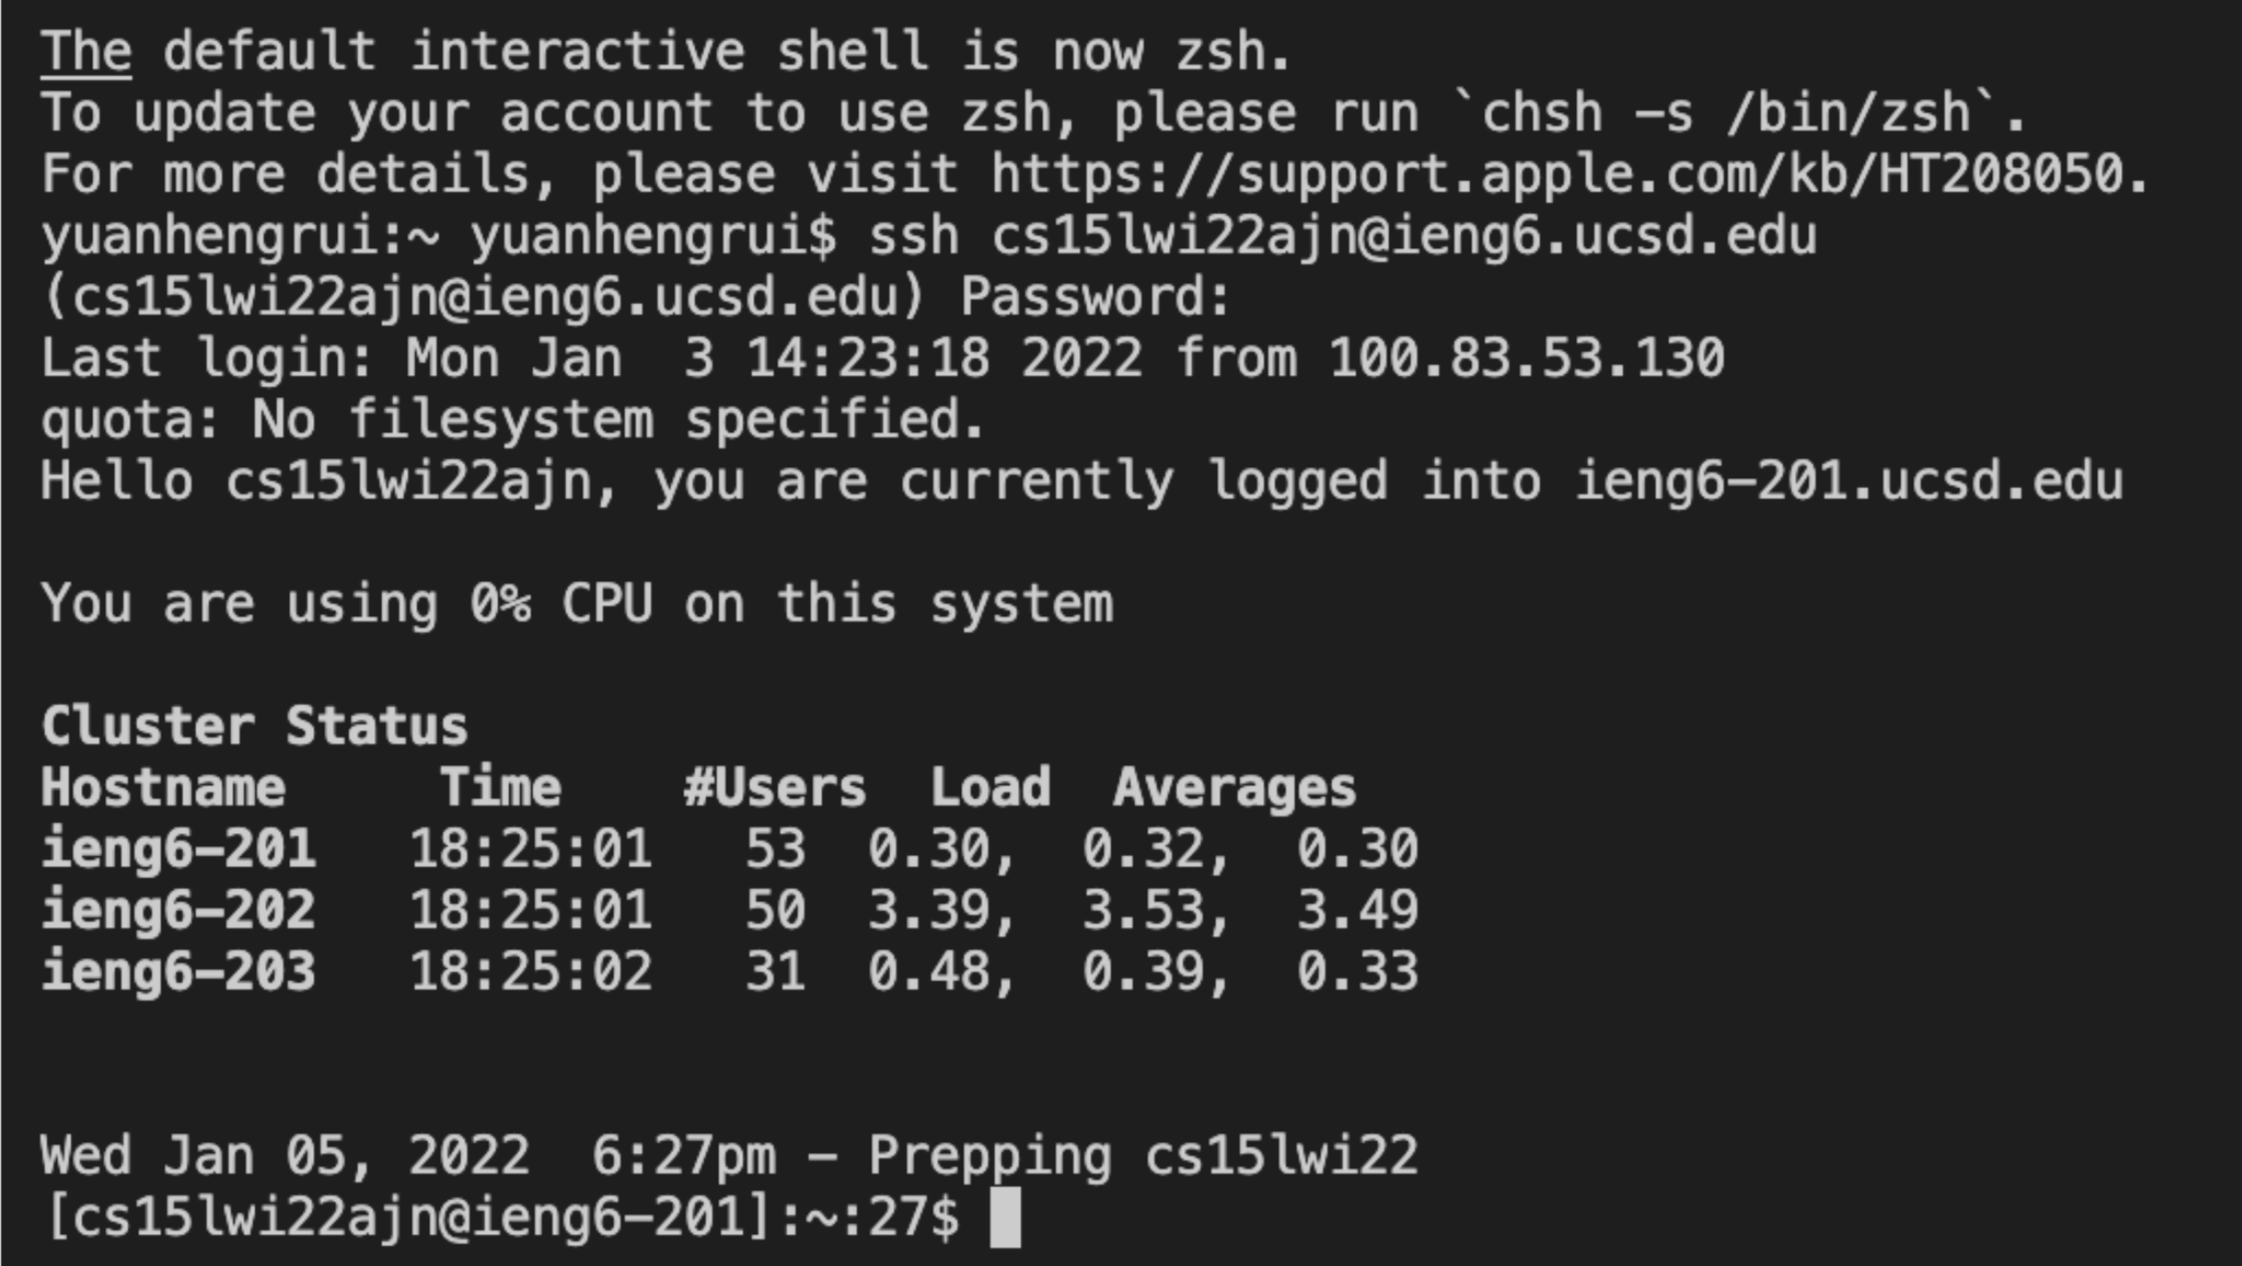 The default interactive shell is now zsh.
To update your account to use zsh, please run `chsh -s /bin/zsh`.
For more details, please visit https://support.apple.com/kb/HT208050.
yuanhengrui:~ yuanhengrui$ ssh cs15lwi22ajn@ieng6.ucsd.edu
(cs15lwi22ajn@ieng6.ucsd.edu) Password:
Last login: Mon Jan  3 14:23:18 2022 from 100.83.53.130
quota: No filesystem specified.
Hello cs15lwi22ajn, you are currently logged into ieng6-201.ucsd.edu
You are using 0% CPU on this system
Cluster Status
Hostname     Time    #Users  Load  Averages
ieng6-201   18:25:01   53  0.30,  0.32,  0.30
ieng6-202   18:25:01   50  3.39,  3.53,  3.49
ieng6-203   18:25:02   31  0.48,  0.39,  0.33
Wed Jan 05, 2022  6:27pm - Prepping cs15lwi22
[cs15lwi22ajn@ieng6-201]:~:27$